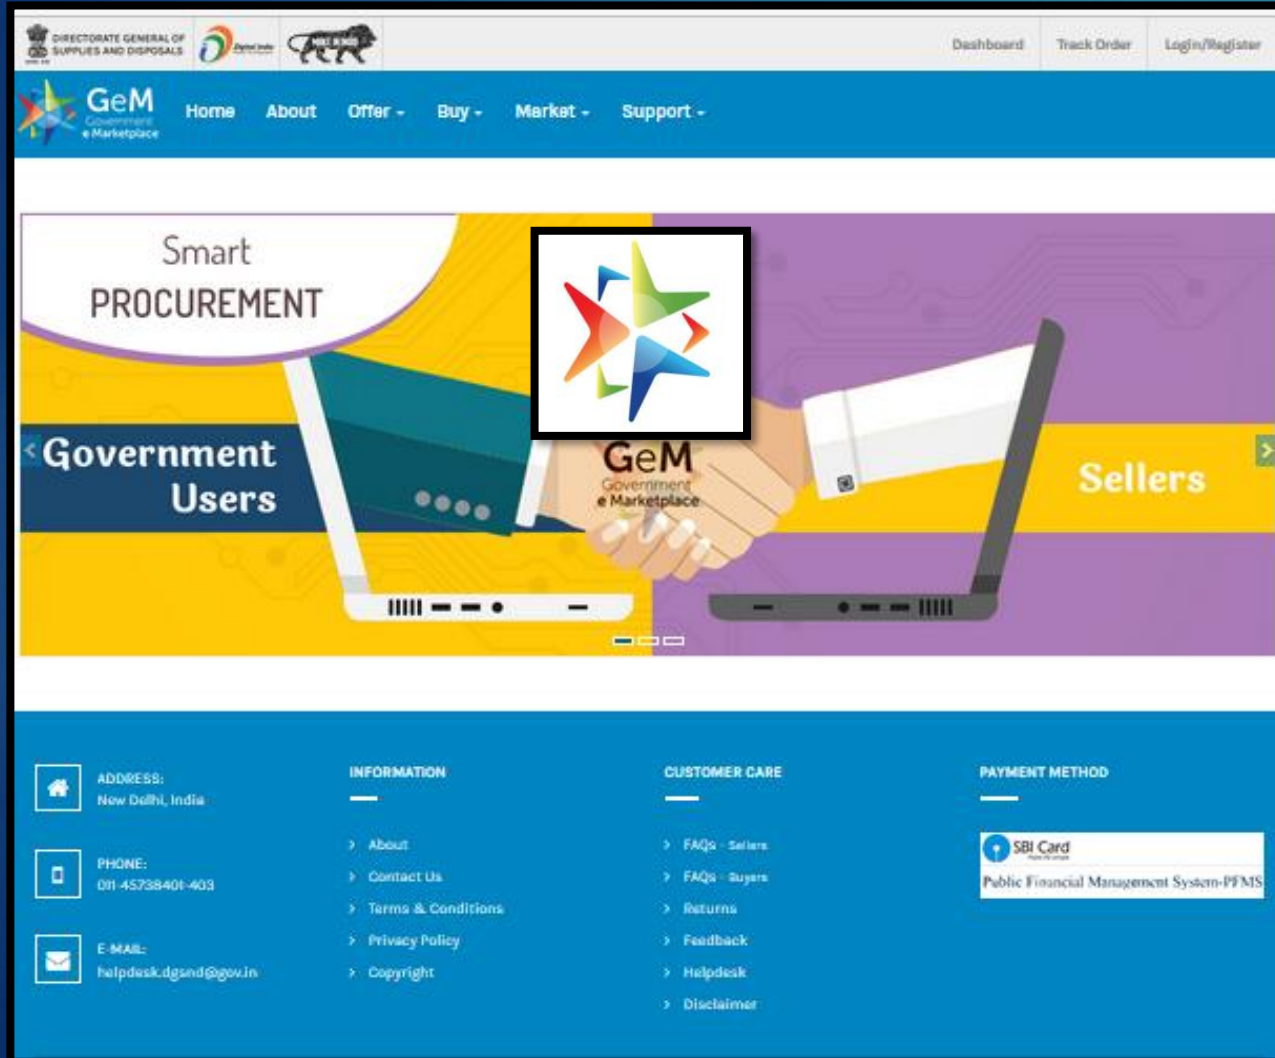 DIRECTORATE GENERAL OF
SUPPLIES AND DISPOSALS
Digital India
Dashboard
Track Order
Login/Register
GeM
Government
e Marketplace
Home
About
Offer
Buy
Market
Support
Smart
PROCUREMENT
Government
Users
GeM
Government
e Marketplace
Sellers
ADDRESS:
New Delhi, India
PHONE:
011-45738401-403
E-MAIL:
helpdesk.dgsnd@gov.in
INFORMATION
> About
> Contact Us
> Terms & Conditions
> Privacy Policy
> Copyright
CUSTOMER CARE
> FAQs - Sellers
> FAQs - Buyers
> Returns
> Feedback
> Helpdesk
> Disclaimer
PAYMENT METHOD
SBI Card
Public Financial Management System-PFMS